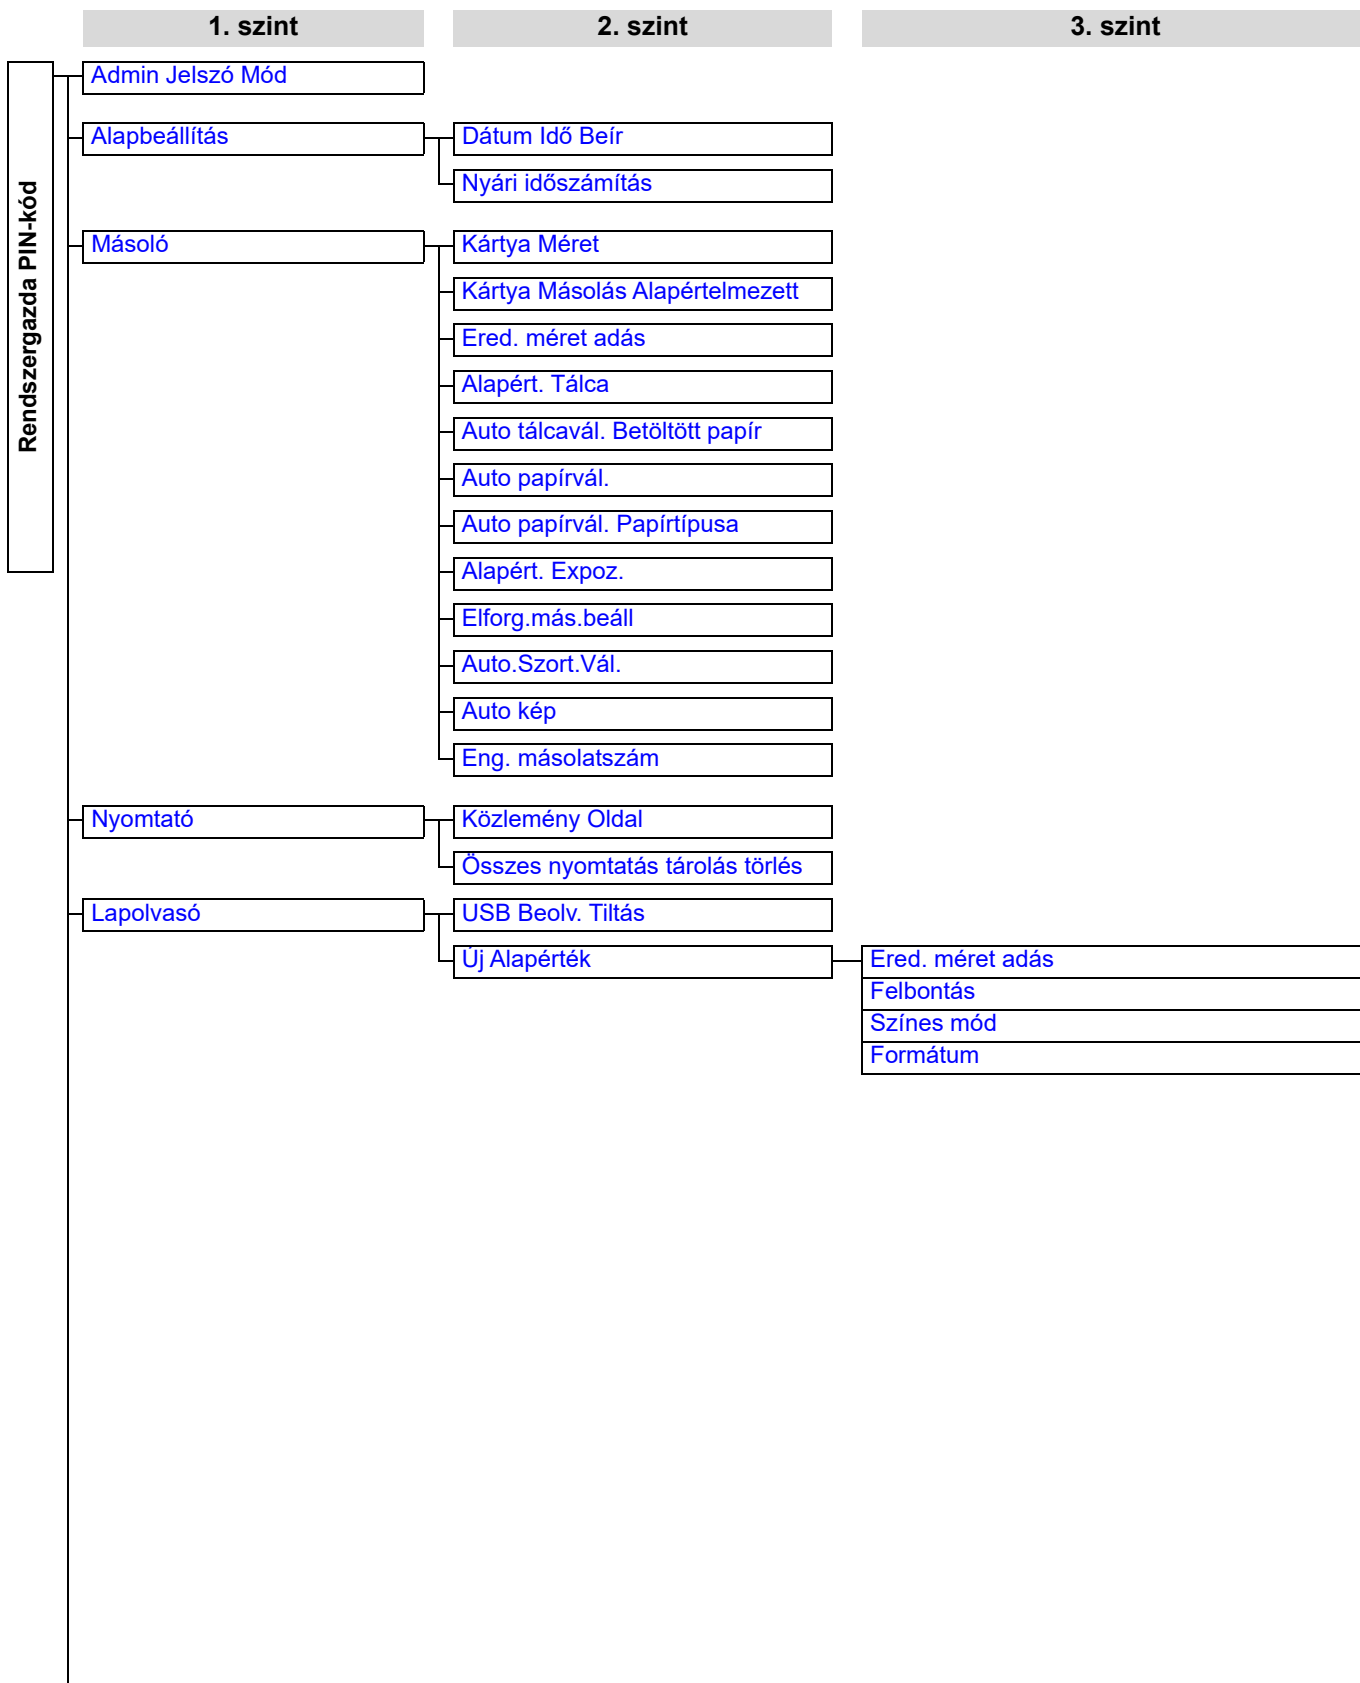 1. szint
2. szint
3. szint
Rendszergazda PIN-kód
Admin Jelszó Mód
Alapbeállítás
Dátum Idő Beír
Nyári időszámítás
Másoló
Kártya Méret
Kártya Másolás Alapértelmezett
Ered. méret adás
Alapért. Tálca
Auto tálcavál. Betöltött papír
Auto papírvál.
Auto papírvál. Papírtípusa
Alapért. Expoz.
Elforg.más.beáll
Auto.Szort.Vál.
Auto kép
Eng. másolatszám
Nyomtató
Közlemény Oldal
Összes nyomtatás tárolás törlés
Lapolvasó
USB Beolv. Tiltás
Új Alapérték
Ered. méret adás
Felbontás
Színes mód
Formátum